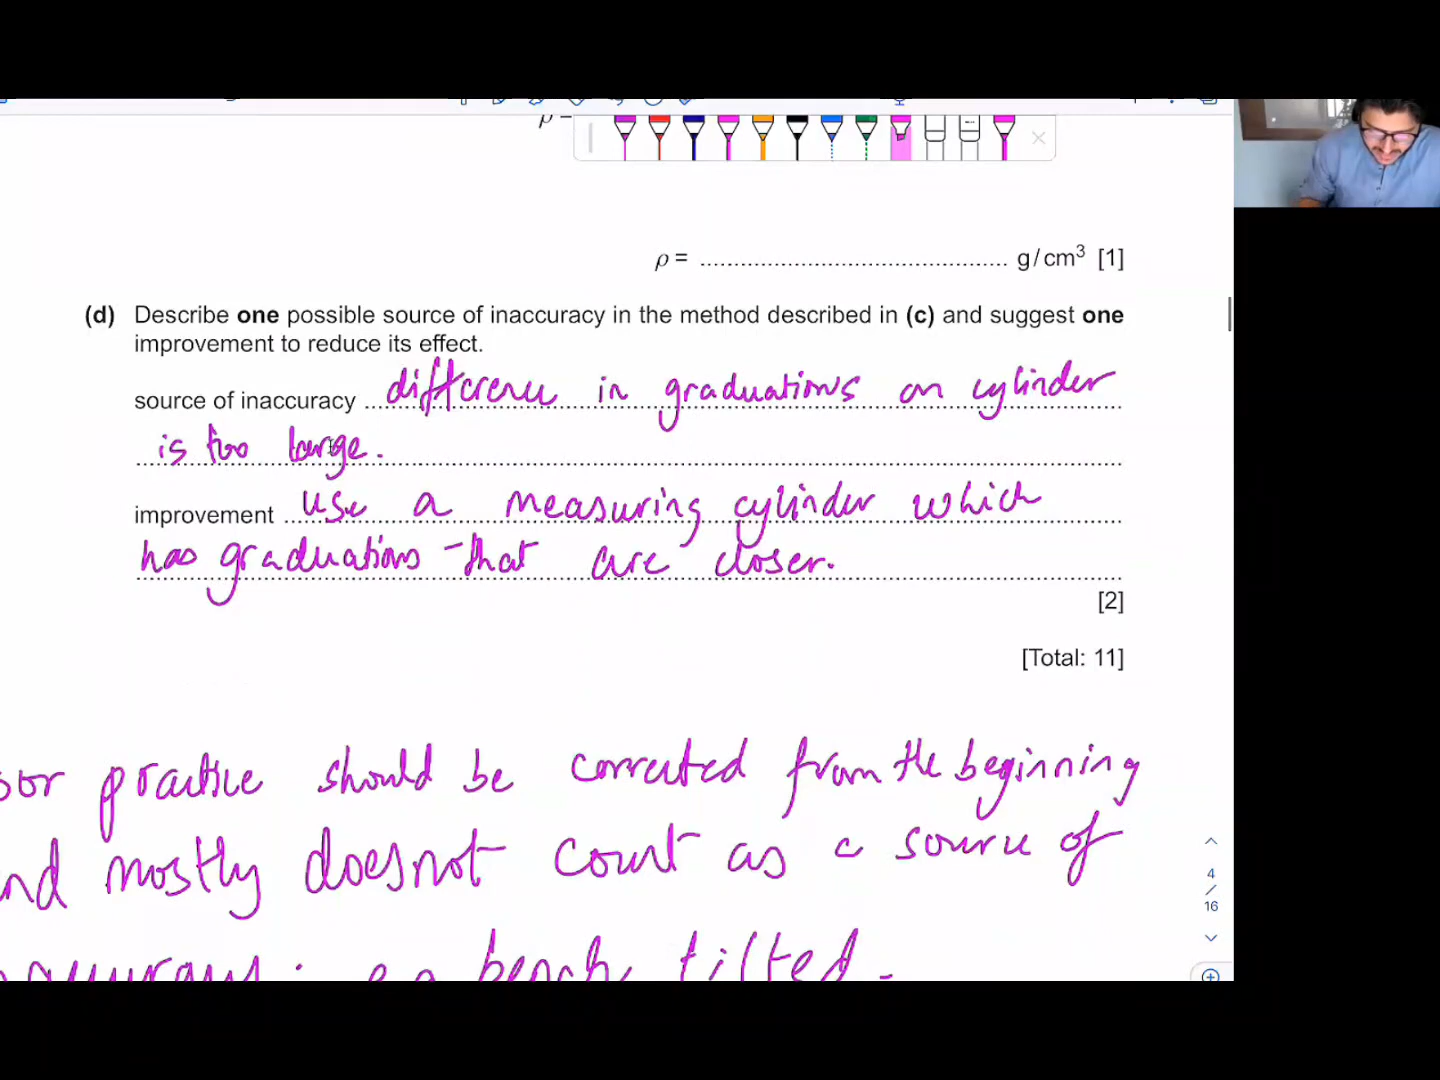 ρ =
ρ = ........................................ g/cm³ [1]
(d) Describe one possible source of inaccuracy in the method described in (c) and suggest one
improvement to reduce its effect.
source of inaccuracy difference in graduations on cylinder
is too large.
improvement use a measuring cylinder which
has graduations that are closer.
[2]
[Total: 11]
practice should be corrected from the beginning
mostly doesnot count as a source of
bench tilted.
4
/
16